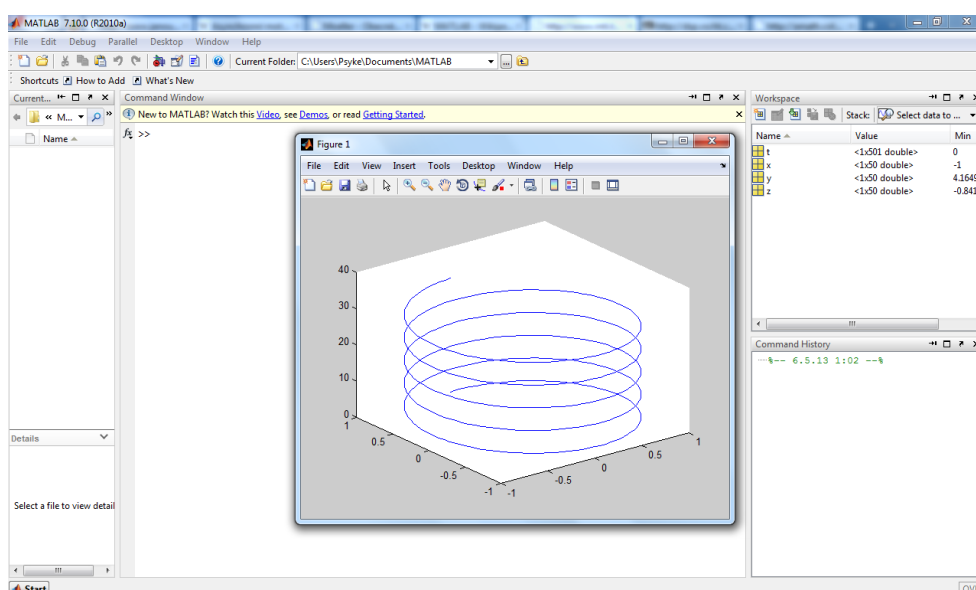 MATLAB 7.10.0 (R2010a)
File Edit Debug Parallel Desktop Window Help
Current Folder: C:\Users\Psyke\Documents\MATLAB
Shortcuts How to Add What's New
Current...
« M...
Name
Details
Select a file to view detail
Command Window
New to MATLAB? Watch this Video, see Demos, or read Getting Started.
fx >>
Figure 1
File Edit View Insert Tools Desktop Window Help
40
30
20
10
0
1
0.5
0
-0.5
-1
-1
-0.5
0
0.5
1
Workspace
Stack: Select data to ...
Name Value Min
t <1x501 double> 0
x <1x50 double> -1
y <1x50 double> 4.1649
z <1x50 double> -0.841
Command History
%-- 6.5.13 1:02 --%
Start
OV